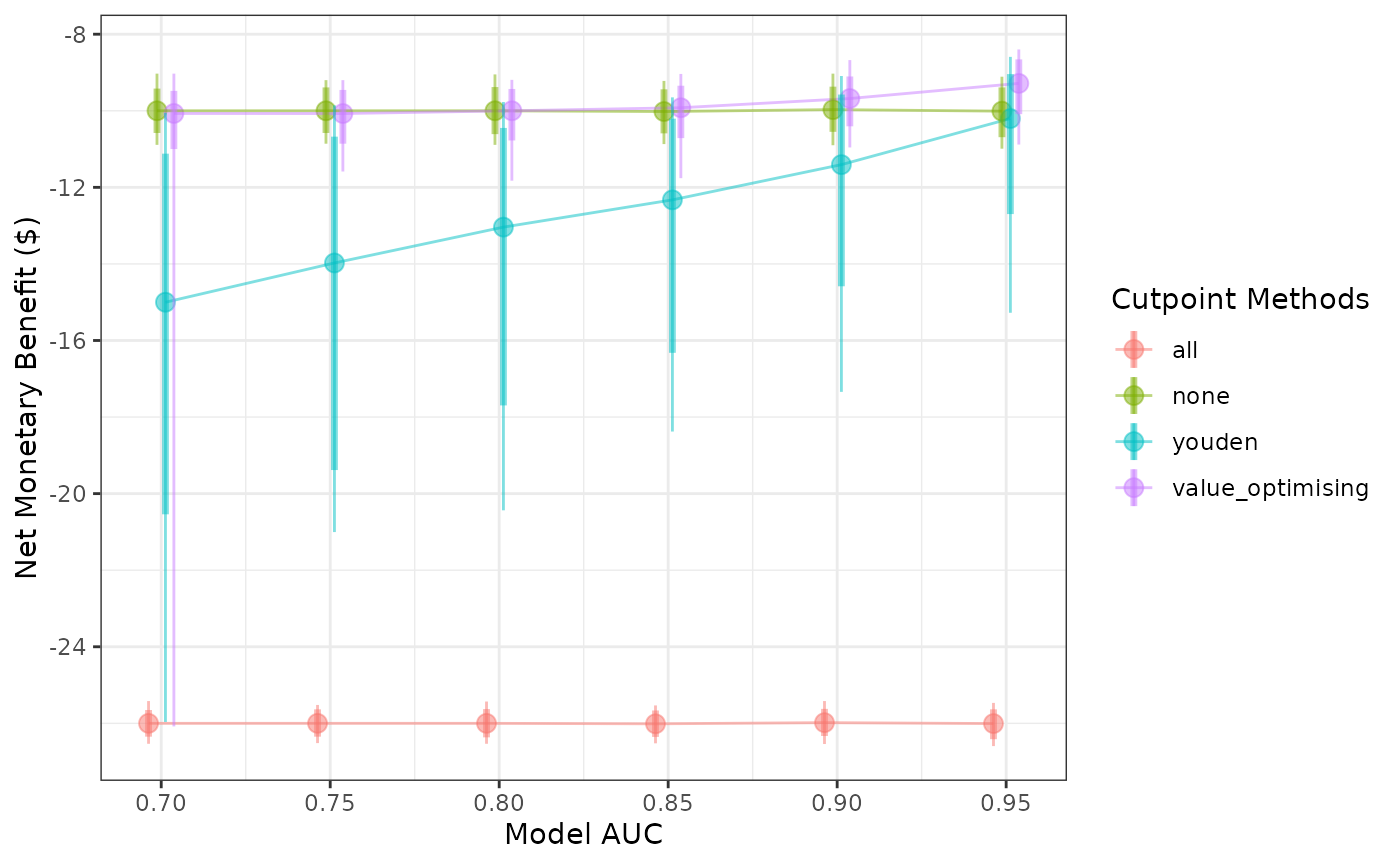 Net Monetary Benefit ($)
-8
-12
-16
-20
-24
0.70
0.75
0.80
0.85
0.90
0.95
Model AUC
Cutpoint Methods
all
none
youden
value_optimising